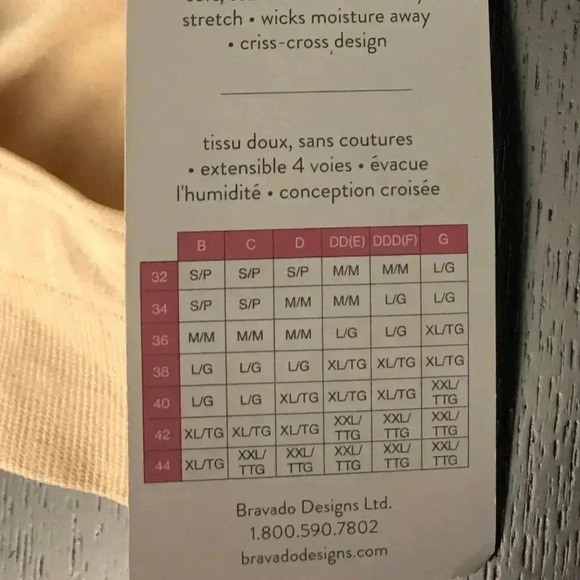 stretch • wicks moisture away
• criss-cross design
tissu doux, sans coutures
• extensible 4 voies • évacue
l'humidité • conception croisée
B C D DD(E) DDD(F) G
32 S/P S/P S/P M/M M/M L/G
34 S/P S/P M/M M/M L/G L/G
36 M/M M/M M/M L/G L/G XL/TG
38 L/G L/G L/G XL/TG XL/TG XL/TG
40 L/G L/G XL/TG XL/TG XL/TG XXL/TTG
42 XL/TG XL/TG XL/TG XXL/TTG XXL/TTG XXL/TTG
44 XL/TG XXL/TTG XXL/TTG XXL/TTG XXL/TTG XXL/TTG
Bravado Designs Ltd.
1.800.590.7802
bravadodesigns.com